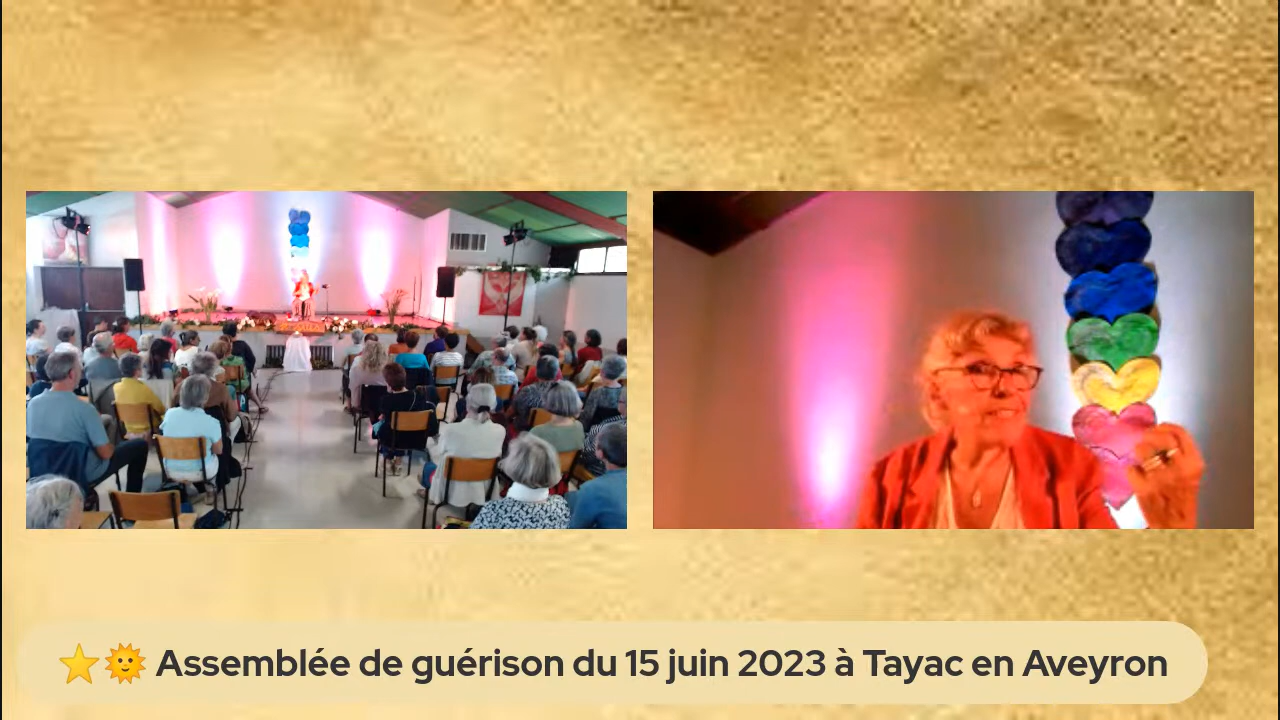 ⭐🌞 Assemblée de guérison du 15 juin 2023 à Tayac en Aveyron